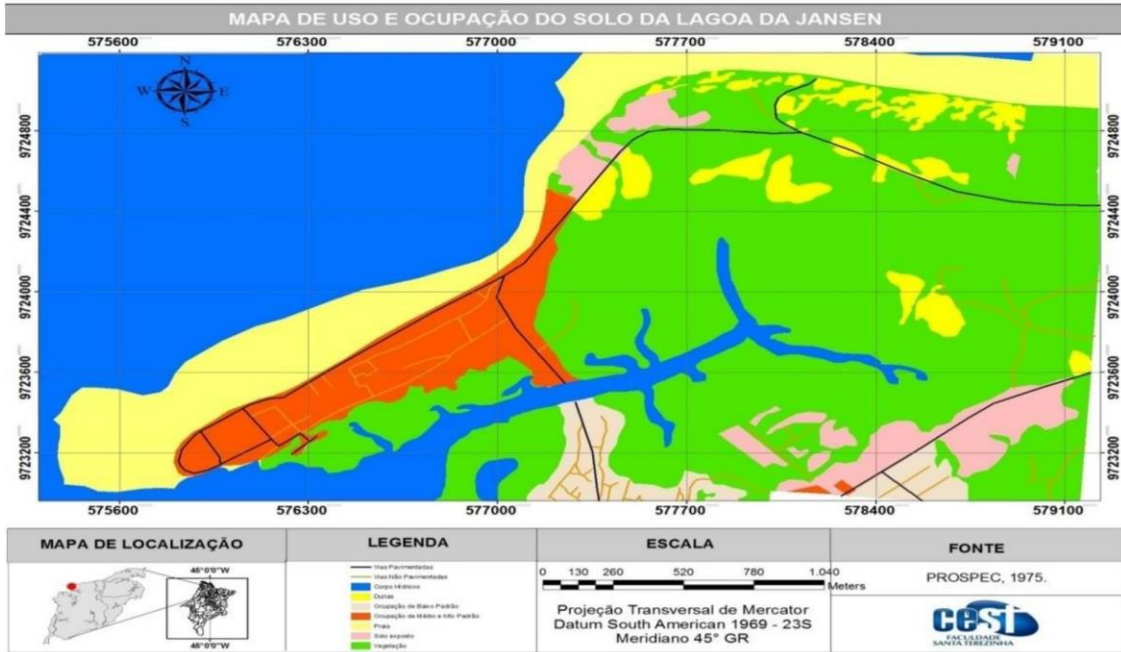 MAPA DE USO E OCUPAÇÃO DO SOLO DA LAGOA DA JANSEN
575600 576300 577000 577700 578400 579100
N
W E
S
9724800 9724800
9724400 9724400
9724000 9724000
9723600 9723600
9723200 9723200
575600 576300 577000 577700 578400 579100
MAPA DE LOCALIZAÇÃO
45°0'0"W
45°0'0"W
LEGENDA
Vias Pavimentadas
Vias Não Pavimentadas
Corpo Hídricos
Dunas
Ocupação de Baixo Padrão
Ocupação de Médio e Alto Padrão
Praia
Solo exposto
Vegetação
ESCALA
0 130 260 520 780 1.040
Meters
Projeção Transversal de Mercator
Datum South American 1969 - 23S
Meridiano 45° GR
FONTE
PROSPEC, 1975.
cest
FACULDADE
SANTA TEREZINHA